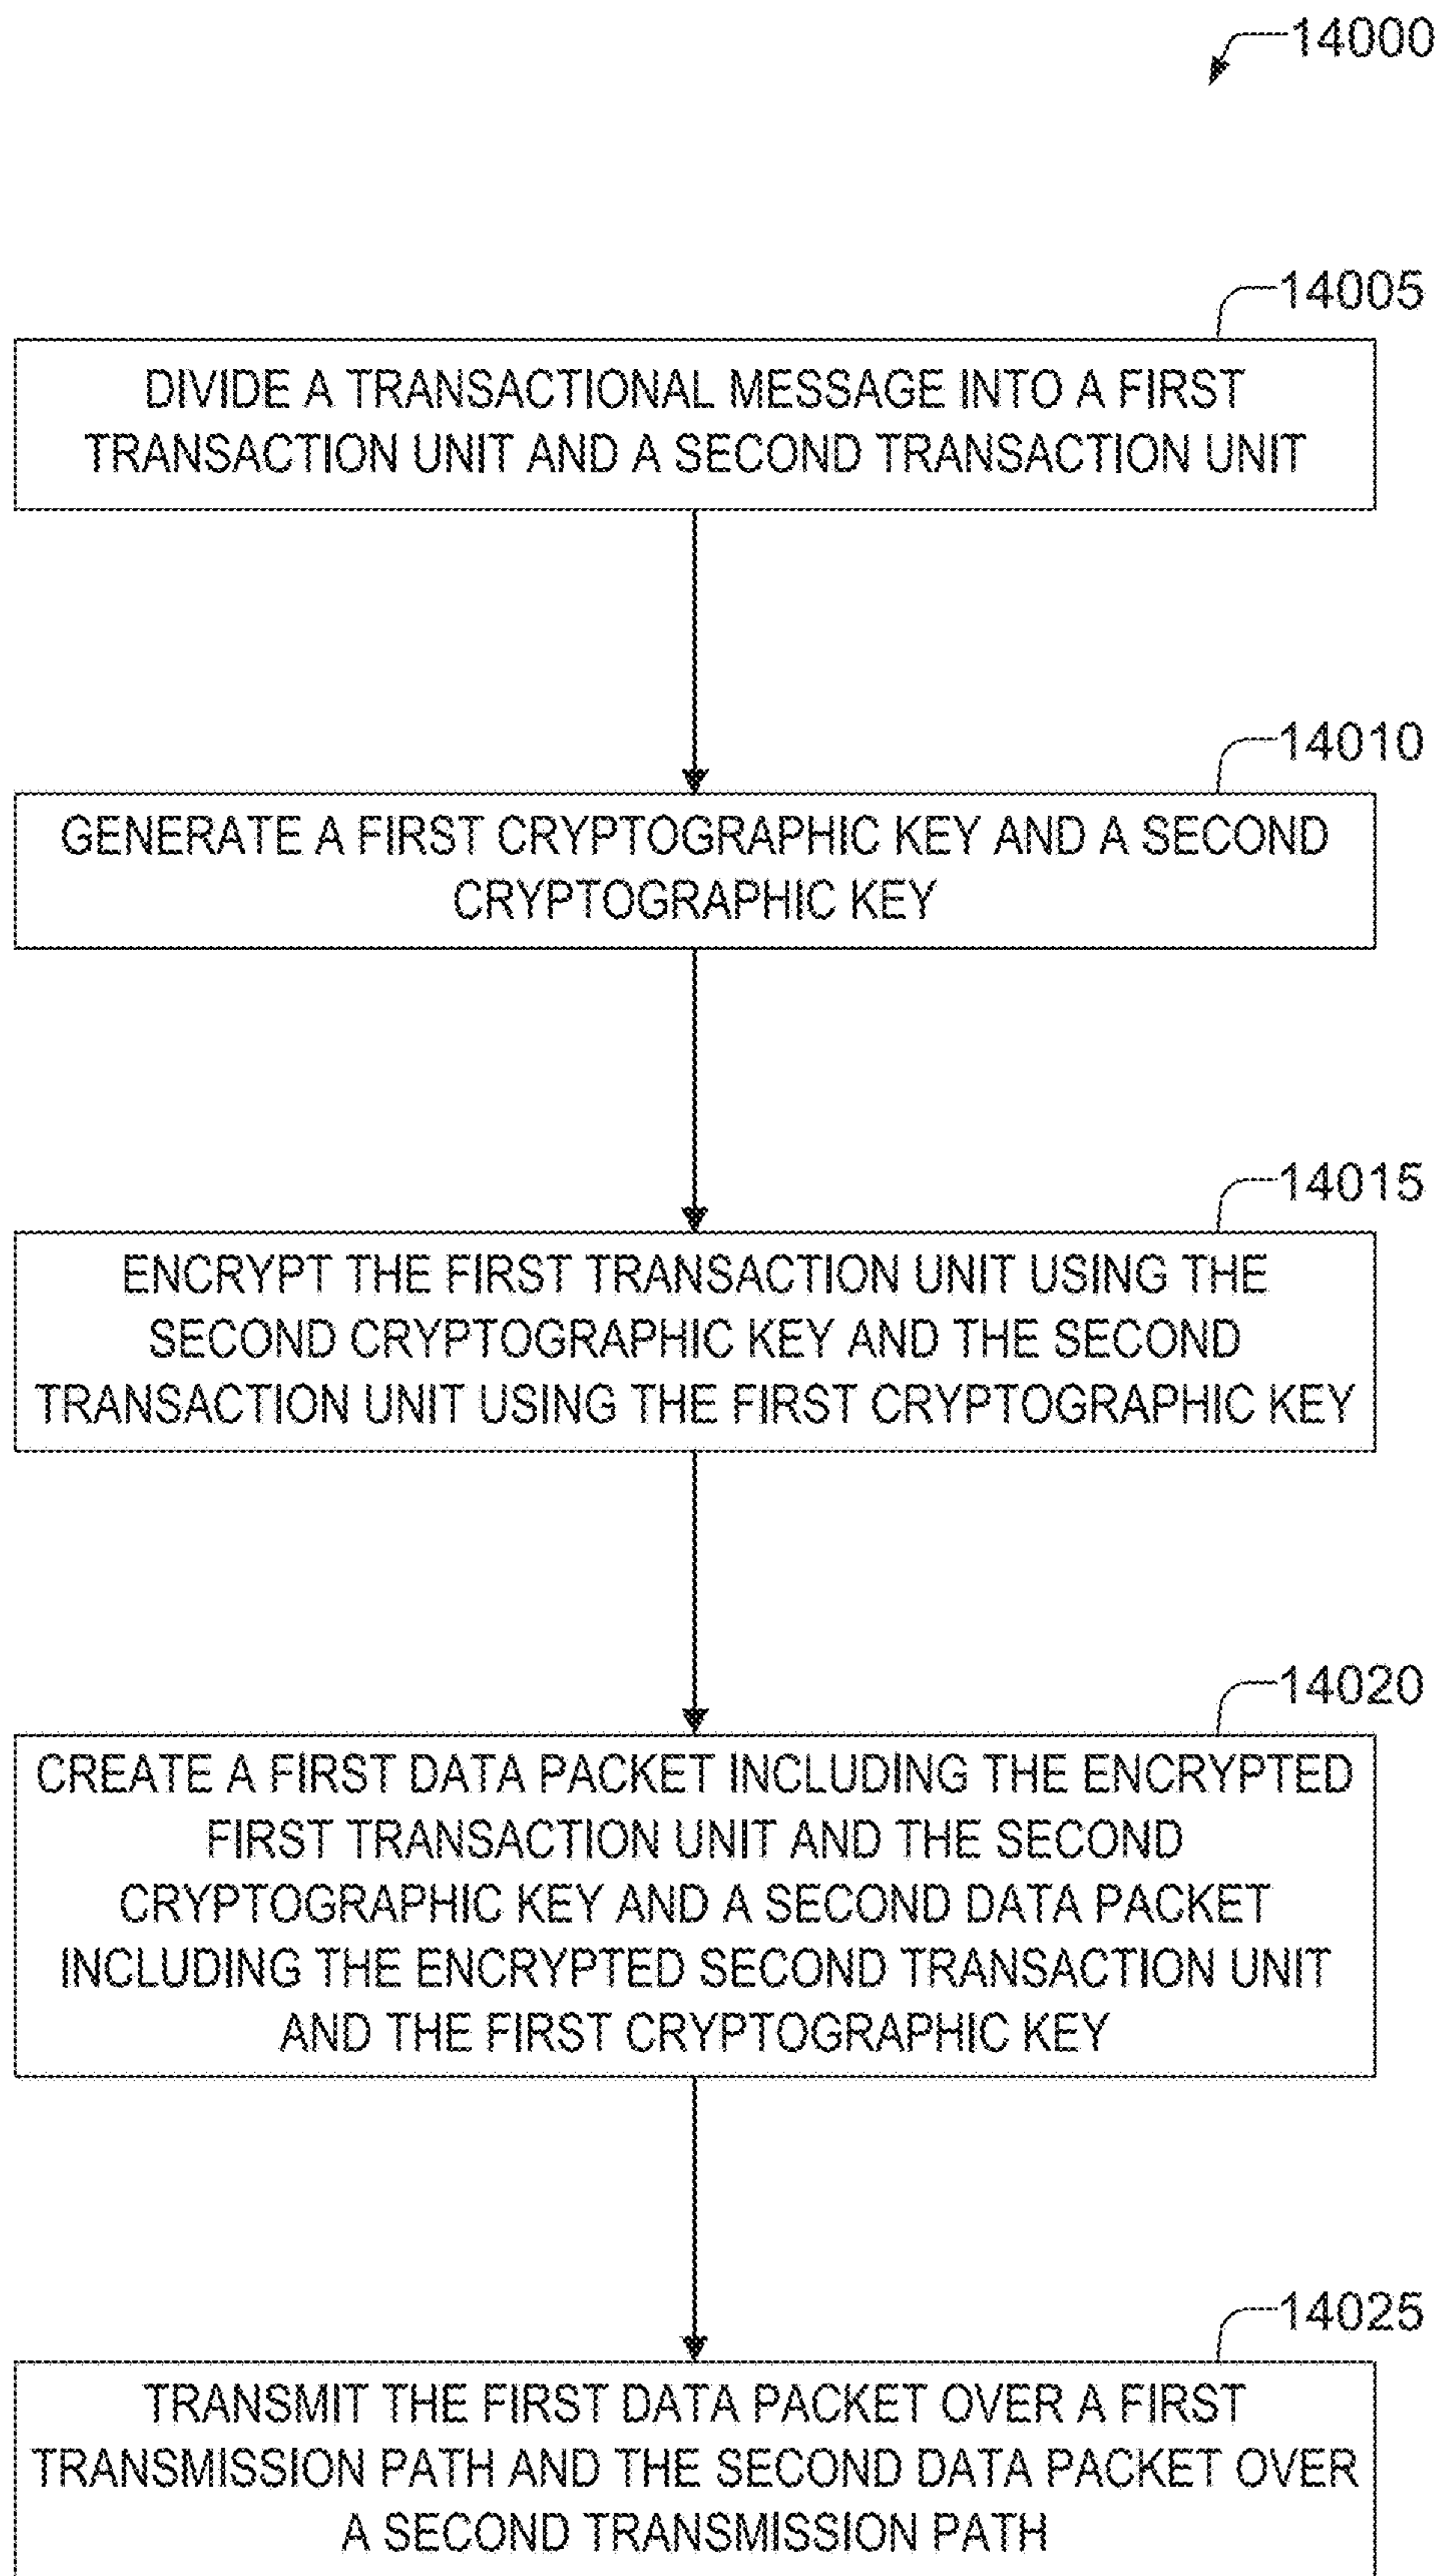 14000
14005
DIVIDE A TRANSACTIONAL MESSAGE INTO A FIRST
TRANSACTION UNIT AND A SECOND TRANSACTION UNIT
14010
GENERATE A FIRST CRYPTOGRAPHIC KEY AND A SECOND
CRYPTOGRAPHIC KEY
14015
ENCRYPT THE FIRST TRANSACTION UNIT USING THE
SECOND CRYPTOGRAPHIC KEY AND THE SECOND
TRANSACTION UNIT USING THE FIRST CRYPTOGRAPHIC KEY
14020
CREATE A FIRST DATA PACKET INCLUDING THE ENCRYPTED
FIRST TRANSACTION UNIT AND THE SECOND
CRYPTOGRAPHIC KEY AND A SECOND DATA PACKET
INCLUDING THE ENCRYPTED SECOND TRANSACTION UNIT
AND THE FIRST CRYPTOGRAPHIC KEY
14025
TRANSMIT THE FIRST DATA PACKET OVER A FIRST
TRANSMISSION PATH AND THE SECOND DATA PACKET OVER
A SECOND TRANSMISSION PATH